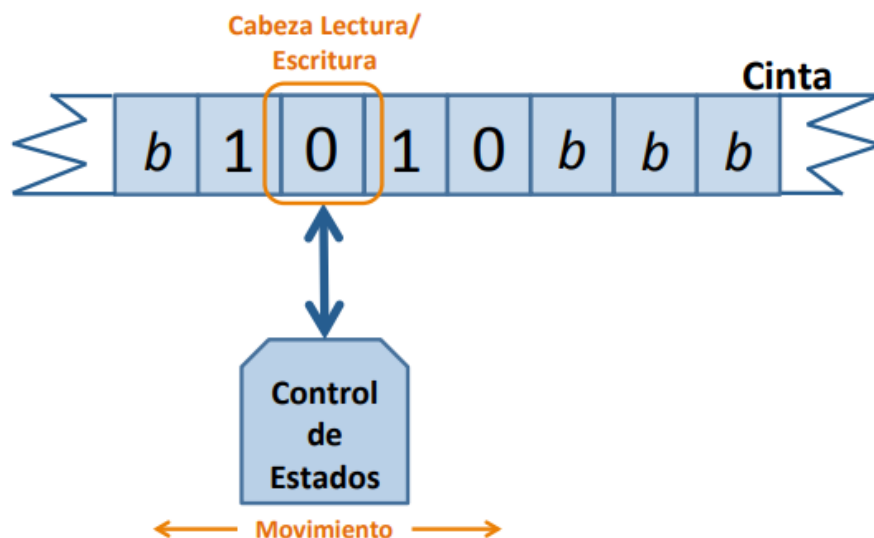 Cabeza Lectura/
Escritura
Cinta
b 1 0 1 0 b b b
Control
de
Estados
Movimiento